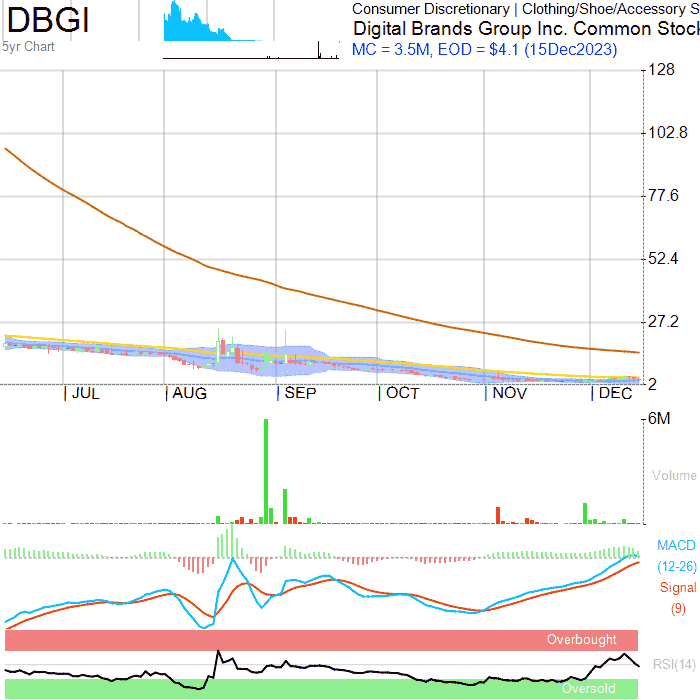 DBGI
5yr Chart
Consumer Discretionary | Clothing/Shoe/Accessory S
Digital Brands Group Inc. Common Stoc
MC = 3.5M, EOD = $4.1 (15Dec2023)
128
102.8
77.6
52.4
27.2
2
JUL AUG SEP OCT NOV DEC
6M
Volume
MACD
(12-26)
Signal
(9)
Overbought
RSI(14)
Oversold